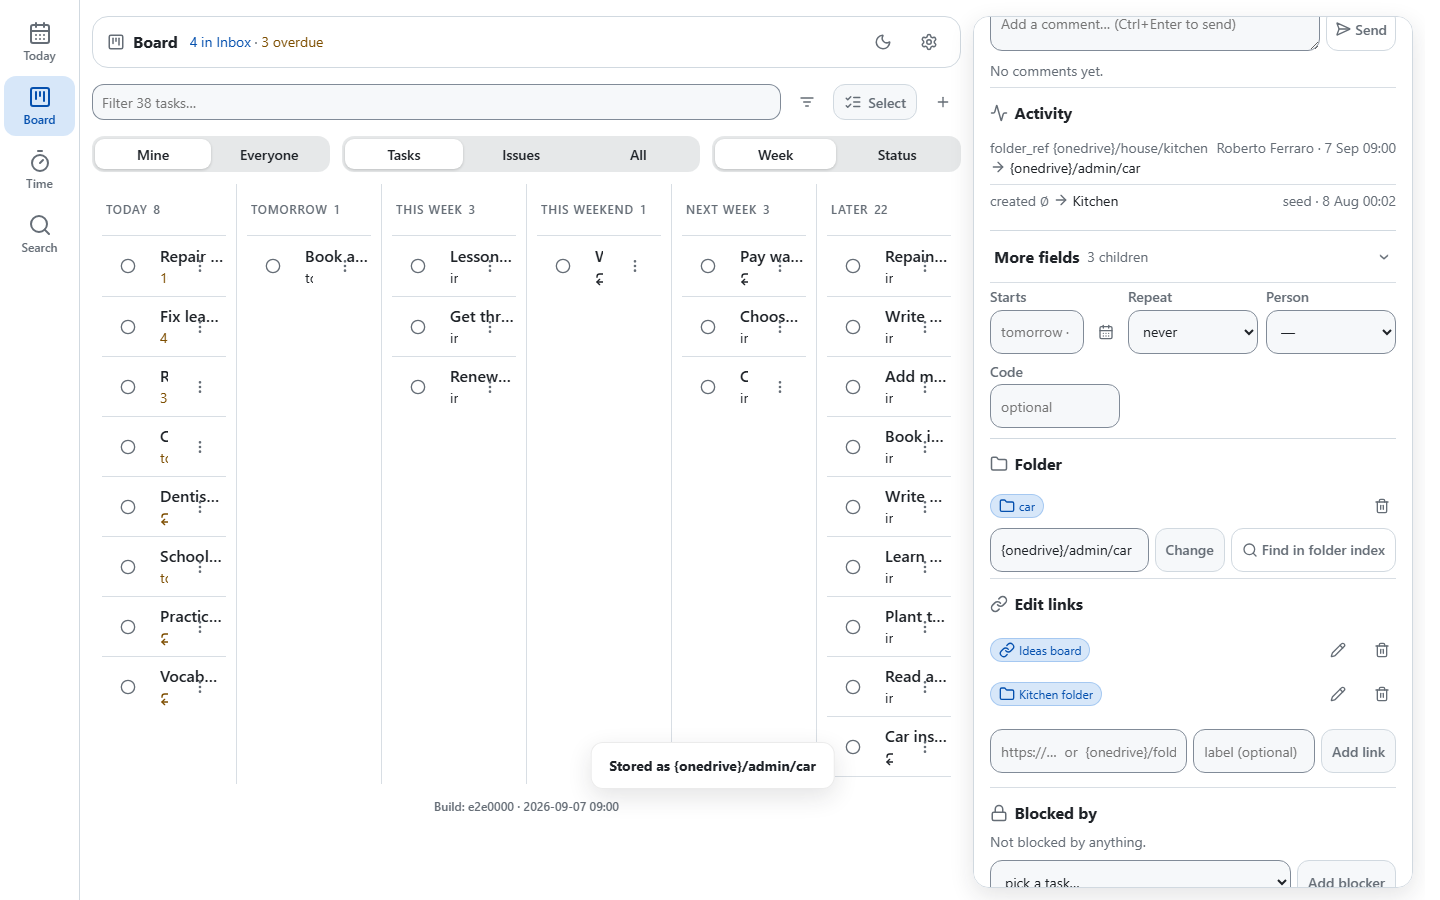 Today
Board
Time
Search
Board 4 in Inbox · 3 overdue
Filter 38 tasks...
Select
Mine Everyone
Tasks Issues All
Week Status
TODAY 8
Repair ...
1
Fix lea...
4
R
3
C
Dentis...
School...
Practic...
Vocab...
TOMORROW 1
Book a...
THIS WEEK 3
Lesson...
Get thr...
Renew...
THIS WEEKEND 1
NEXT WEEK 3
Pay wa...
Choos...
C
LATER 22
Repain...
Write ...
Add m...
Book i...
Write ...
Learn ...
Plant t...
Read a...
Car ins...
Stored as {onedrive}/admin/car
Build: e2e0000 · 2026-09-07 09:00
Add a comment... (Ctrl+Enter to send)
Send
No comments yet.
Activity
folder_ref {onedrive}/house/kitchen Roberto Ferraro · 7 Sep 09:00
→ {onedrive}/admin/car
created ∅ → Kitchen seed · 8 Aug 00:02
More fields 3 children
Starts Repeat Person
tomorrow · never —
Code
optional
Folder
car
{onedrive}/admin/car Change Find in folder index
Edit links
Ideas board
Kitchen folder
https://... or {onedrive}/fold label (optional) Add link
Blocked by
Not blocked by anything.
pick a task... Add blocker